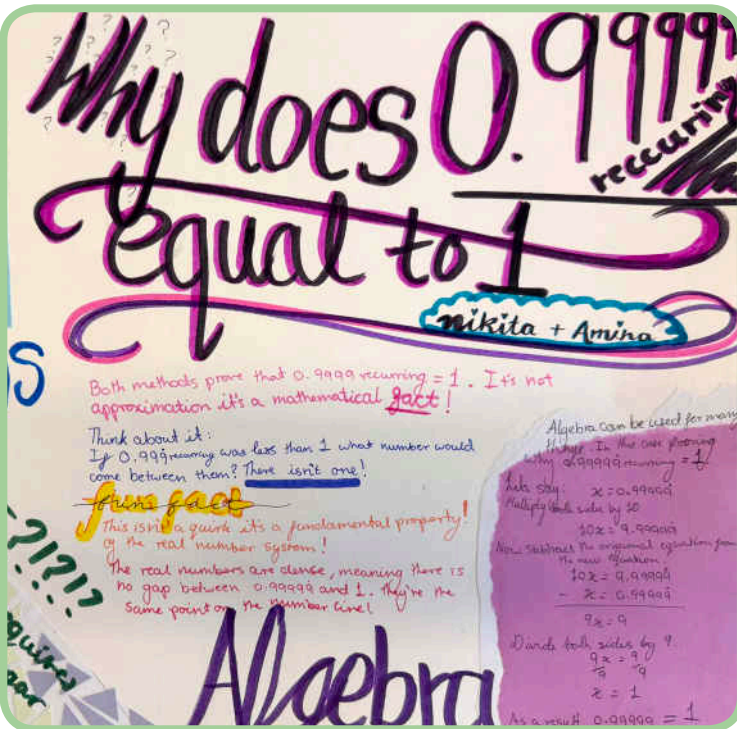 Why does 0.99999
reccuring
equal to 1
nikita + Amina
Both methods prove that 0.9999 recurring = 1. It's not
approximation it's a mathematical fact!
Think about it:
If 0.999̇ recurring was less than 1 what number would
come between them? There isn't one!
fun fact
This isn't a quirk it's a fundamental property!
of the real number system!
The real numbers are dense, meaning there is
no gap between 0.99999̇ and 1. They're the
same point on the number line!
Algebra can be used for many
things. In this case prooving
why 0.99999̇ recurring = 1.
Lets say: x = 0.99999̇
Multiply both sides by 10
10x = 9.99999̇
Now subtract the original equation from
the new equation.
10x = 9.99999̇
- x = 0.99999̇
9x = 9
Divide both sides by 9.
9x = 9
/9 /9
x = 1
As a result 0.99999 = 1
Algebra
?!?!?